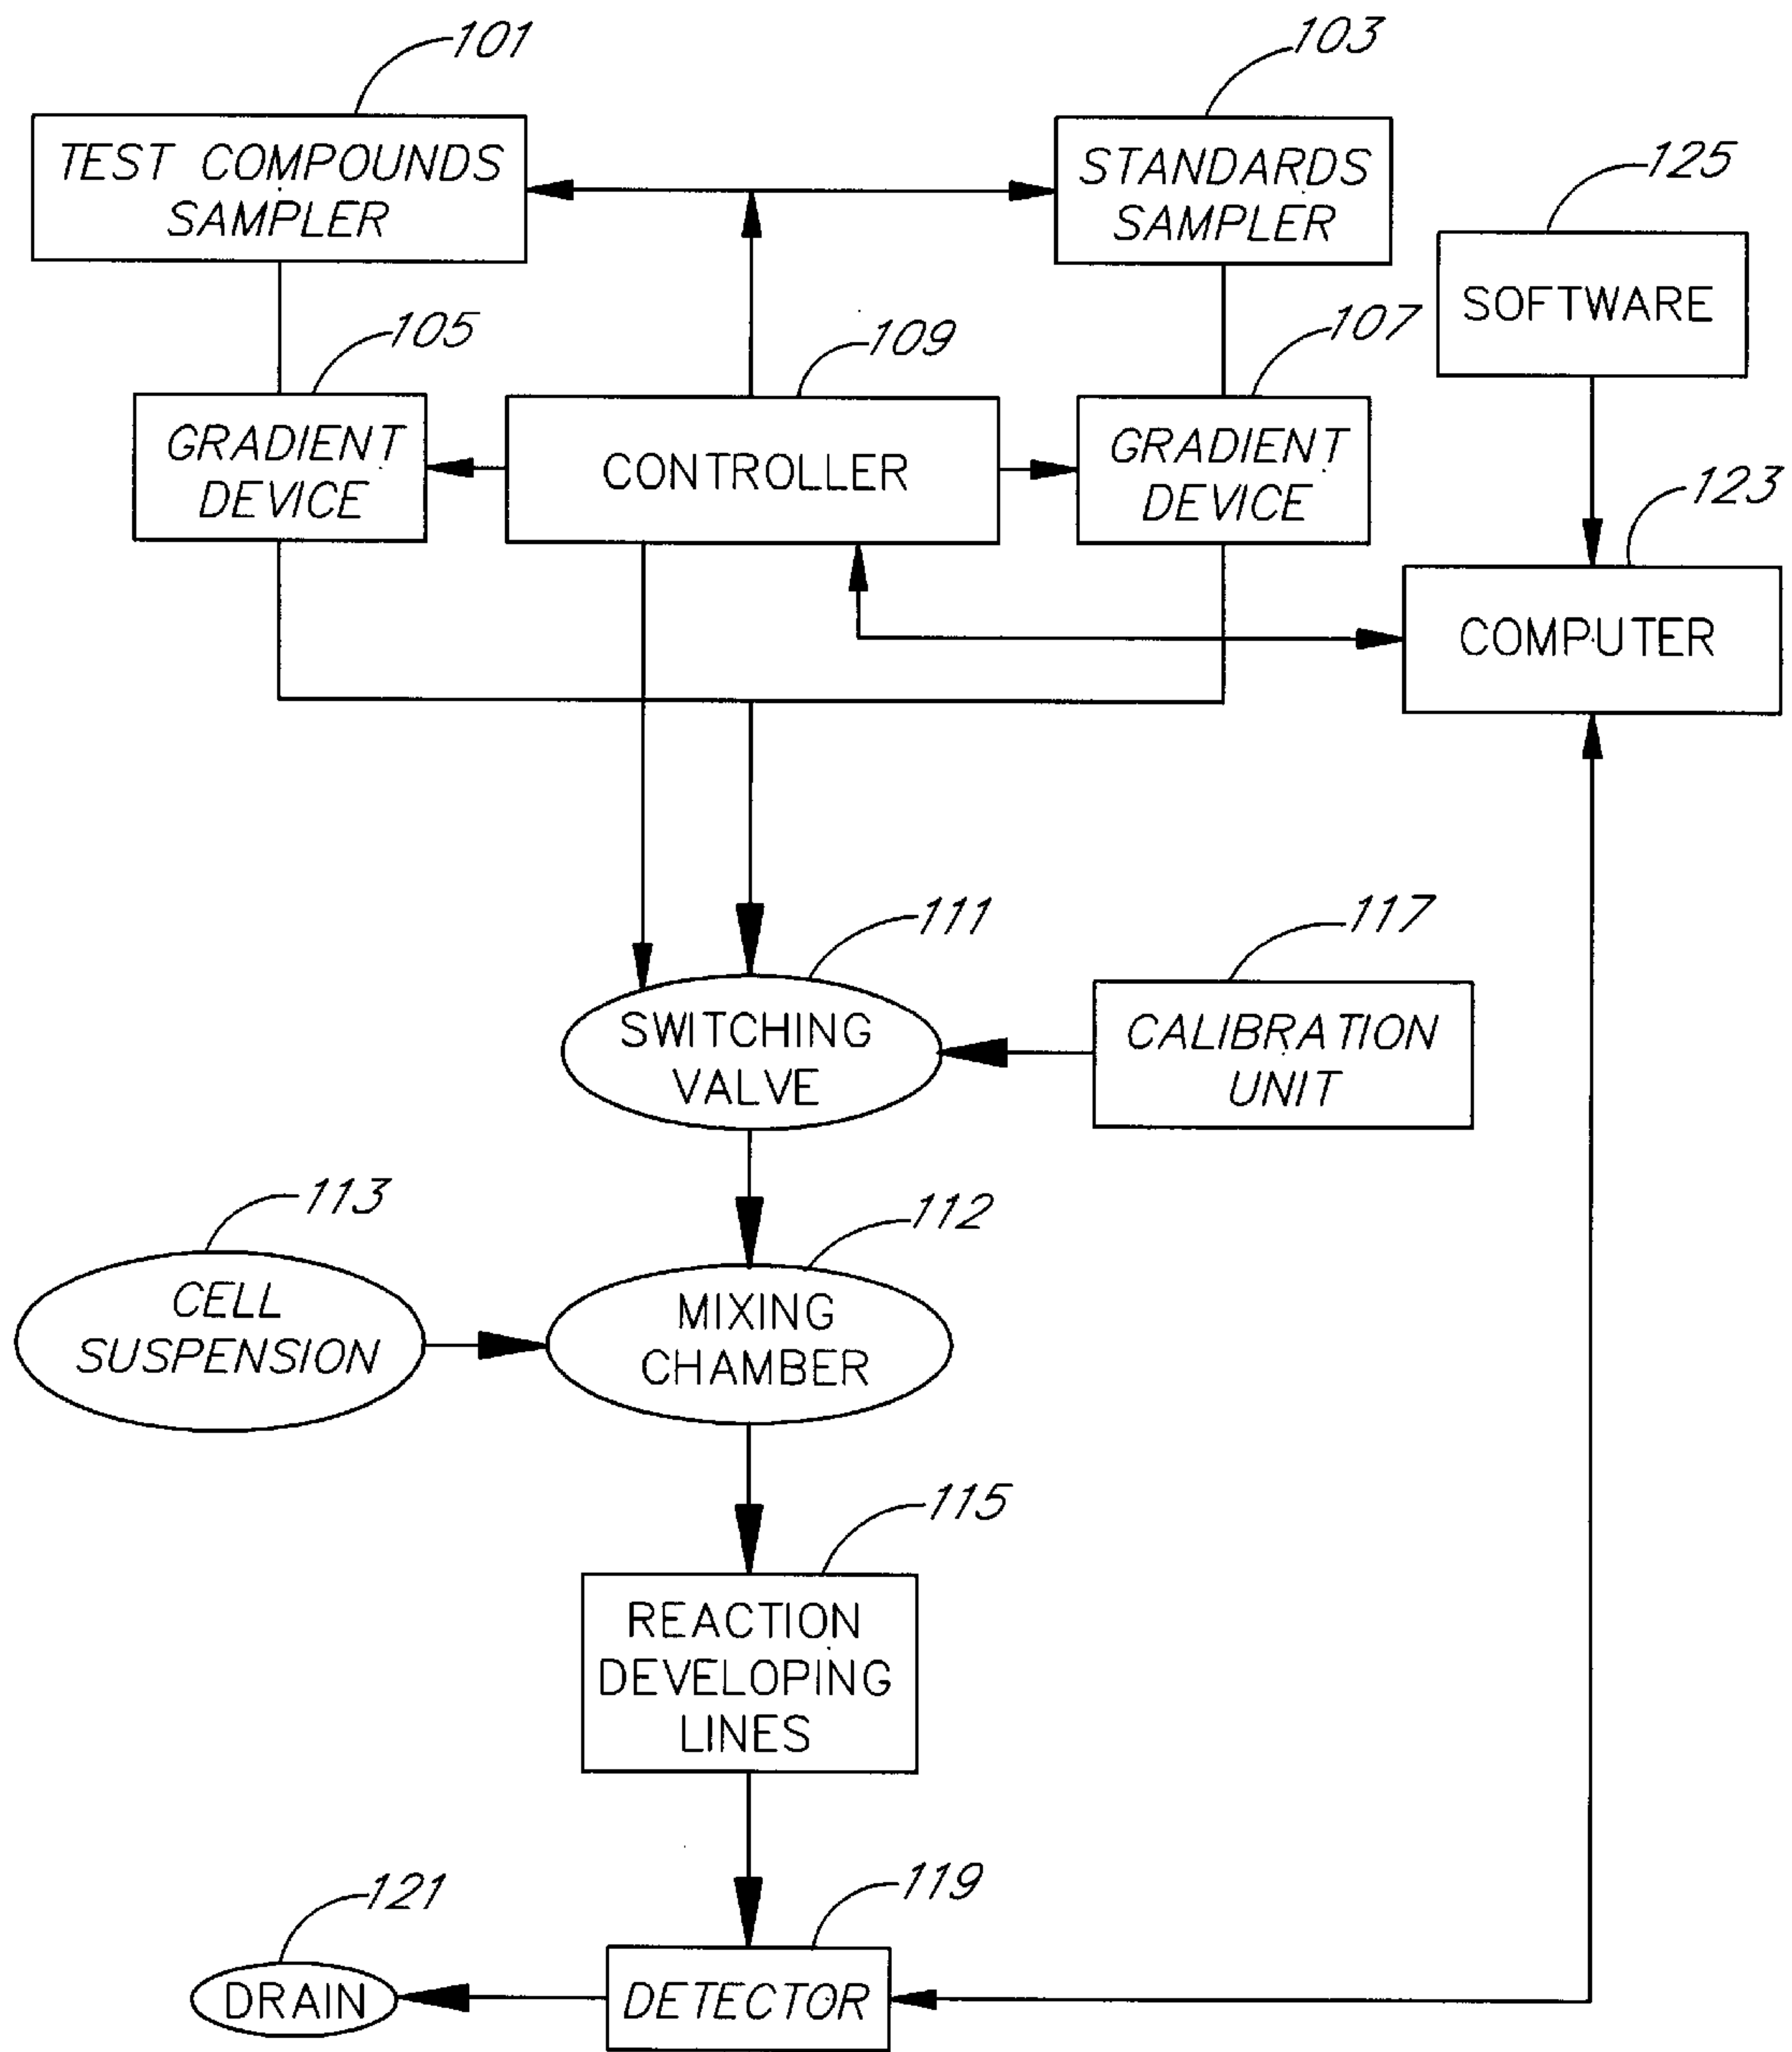 101
103
TEST COMPOUNDS
SAMPLER
STANDARDS
SAMPLER
125
SOFTWARE
105
109
107
GRADIENT
DEVICE
CONTROLLER
GRADIENT
DEVICE
123
COMPUTER
111
117
SWITCHING
VALVE
CALIBRATION
UNIT
113
112
CELL
SUSPENSION
MIXING
CHAMBER
115
REACTION
DEVELOPING
LINES
121
119
DRAIN
DETECTOR